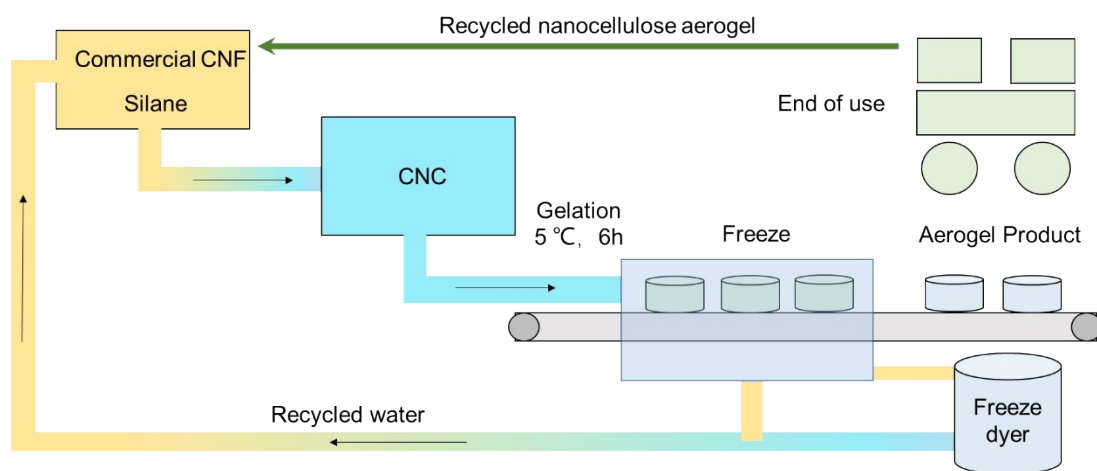 Recycled nanocellulose aerogel
Commercial CNF
Silane
End of use
CNC
Gelation
5 ℃, 6h
Freeze
Aerogel Product
Recycled water
Freeze
dyer